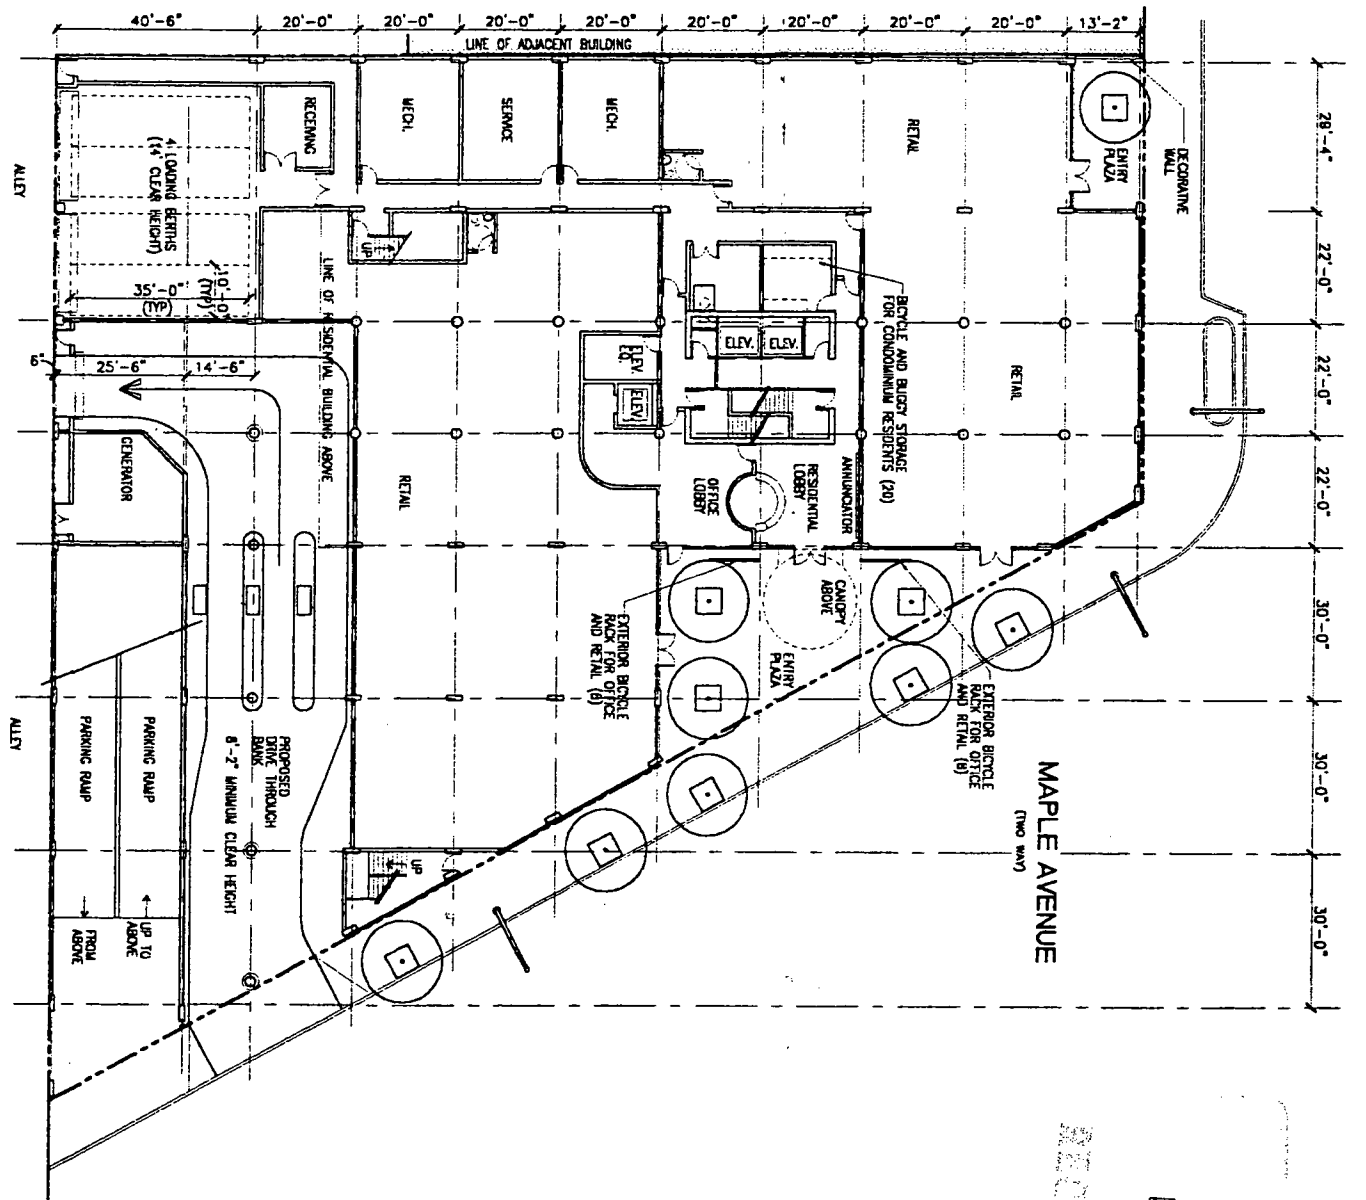 40'-6"
20'-0"
20'-0"
20'-0"
20'-0"
20'-0"
20'-0"
20'-0"
20'-0"
13'-2"
LINE OF ADJACENT BUILDING
28'-4"
22'-0"
22'-0"
22'-0"
30'-0"
30'-0"
30'-0"
RECEIVING
MECH.
SERVICE
MECH.
RETAIL
ENTRY
PLAZA
DECORATIVE
WALL
4 LOADING BERTHS
(14' CLEAR HEIGHT)
ALLEY
10'-0"
(TYP)
35'-0"
(TYP)
UP
LINE OF RESIDENTIAL BUILDING ABOVE
6"
25'-6"
14'-6"
ELEV.
EQ.
ELEV.
ELEV.
ELEV.
BICYCLE AND BUGGY STORAGE
FOR CONDOMINIUM RESIDENTS (20)
RETAIL
GENERATOR
RETAIL
OFFICE
LOBBY
RESIDENTIAL
LOBBY
ANNUNCIATOR
CANOPY
ABOVE
EXTERIOR BICYCLE
RACK FOR OFFICE
AND RETAIL (8)
ENTRY
PLAZA
EXTERIOR BICYCLE
RACK FOR OFFICE
AND RETAIL (8)
MAPLE AVENUE
(TWO WAY)
ALLEY
PARKING RAMP
PARKING RAMP
PROPOSED
DRIVE THROUGH
BANK
8'-2" MINIMUM CLEAR HEIGHT
UP
UP TO
ABOVE
FROM
ABOVE